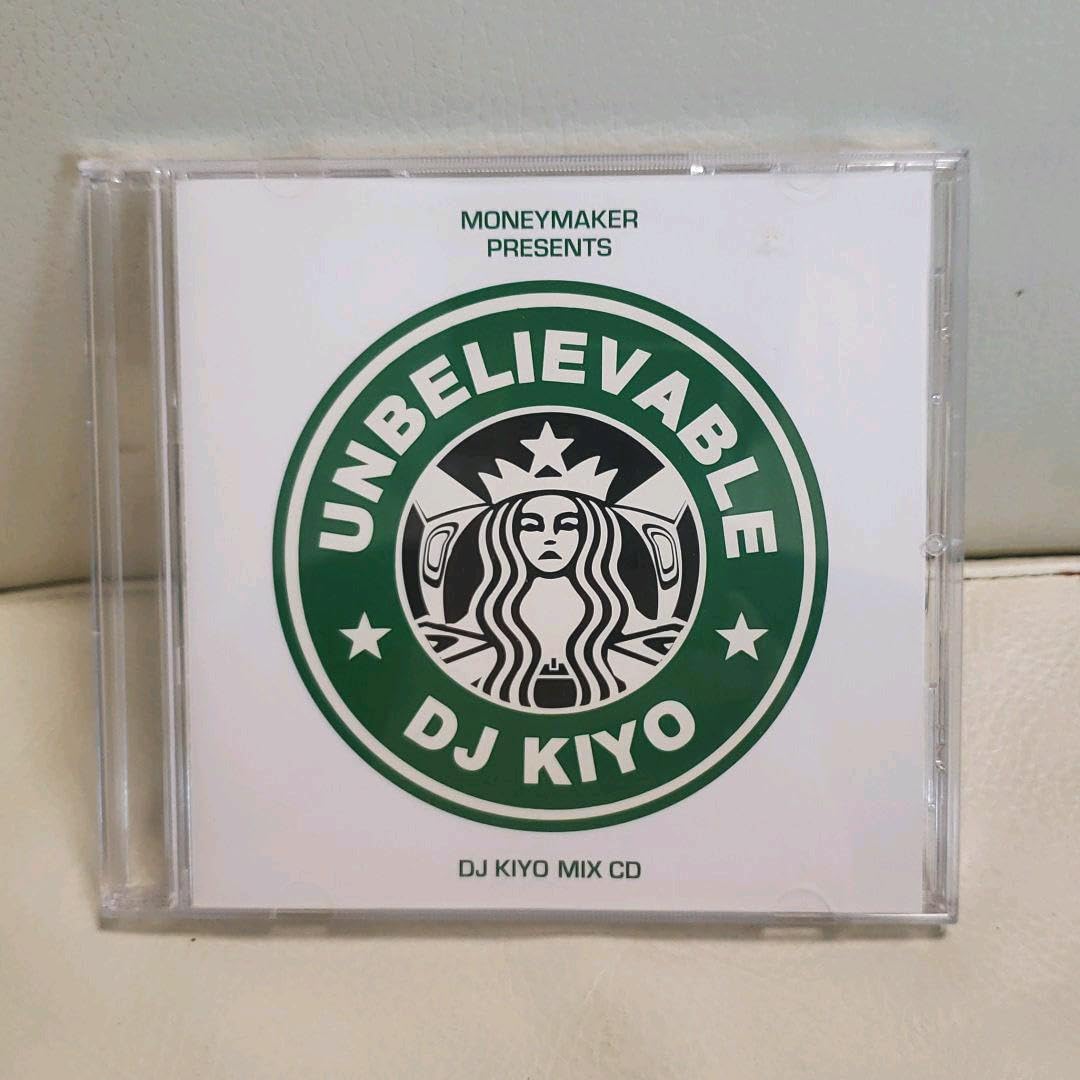 MONEYMAKER
PRESENTS
UNBELIEVABLE
DJ KIYO
DJ KIYO MIX CD